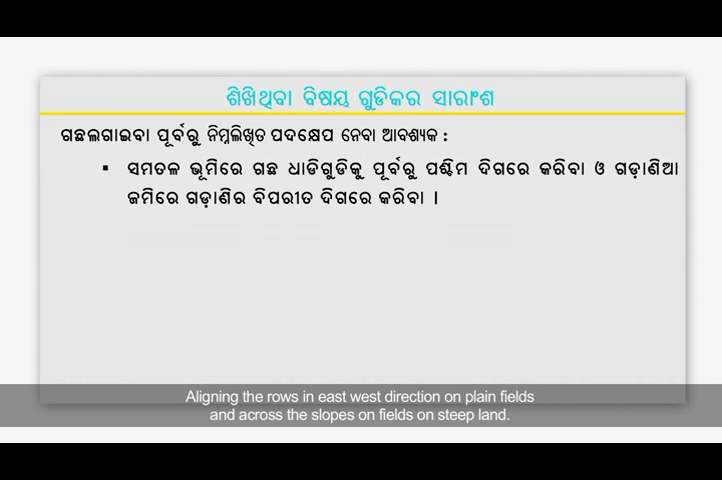 ଶିଖିଥିବା ବିଷୟ ଗୁଡିକର ସାରାଂଶ
ଗଛଲଗାଇବା ପୂର୍ବରୁ ନିମ୍ନଲିଖିତ ପଦକ୍ଷେପ ନେବା ଆବଶ୍ୟକ :
▪ ସମତଳ ଭୂମିରେ ଗଛ ଧାଡିଗୁଡିକୁ ପୂର୍ବରୁ ପଶ୍ଚିମ ଦିଗରେ କରିବା ଓ ଗଡ଼ାଣିଆ
ଜମିରେ ଗଡ଼ାଣିର ବିପରୀତ ଦିଗରେ କରିବା ।
Aligning the rows in east west direction on plain fields
and across the slopes on fields on steep land.